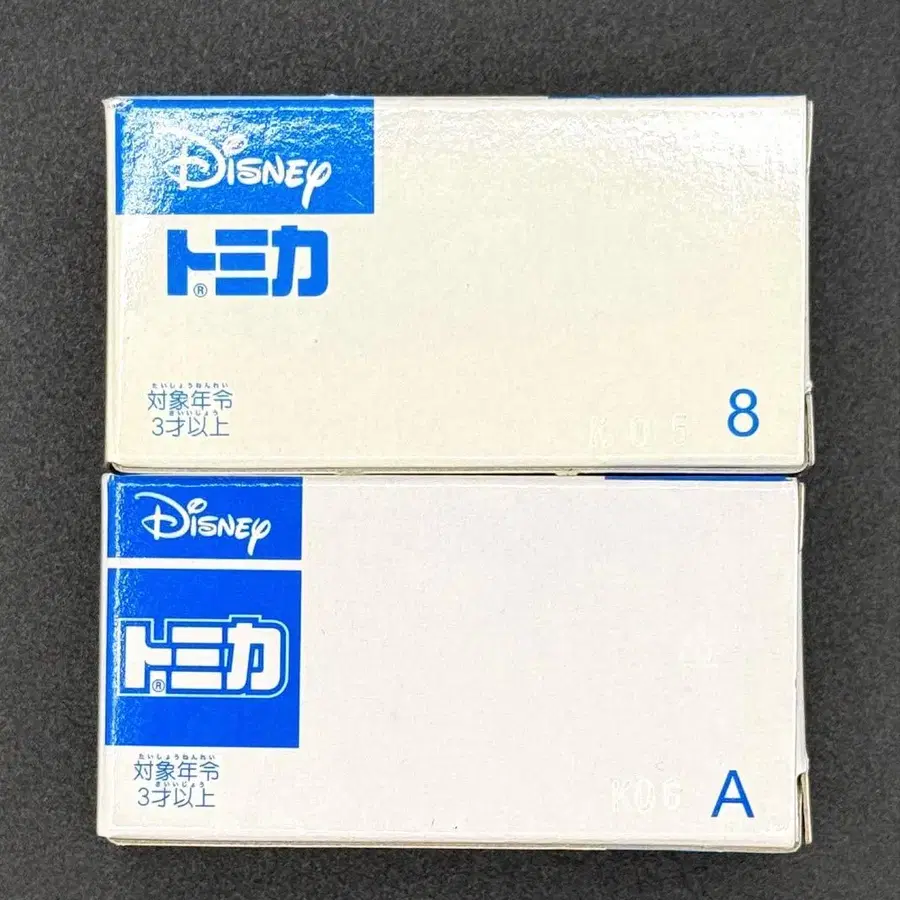 Disney
トミカ
®
たいしょうねんれい
対象年令
さいいじょう
3才以上
K05
8
Disney
トミカ
®
たいしょうねんれい
対象年令
さいいじょう
3才以上
K06
A